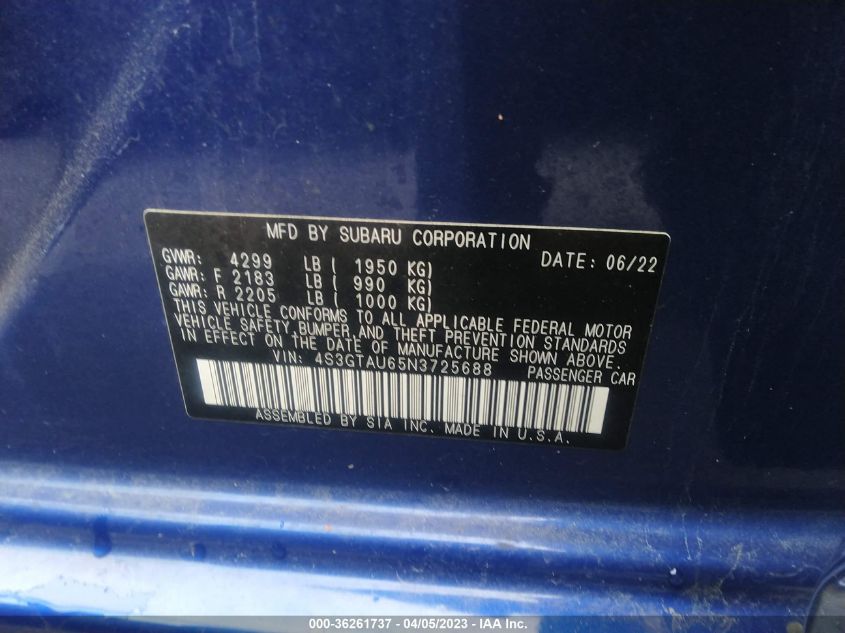 MFD BY SUBARU CORPORATION
DATE: 06/22
GVWR: 4299 LB ( 1950 KG)
GAWR: F 2183 LB ( 990 KG)
GAWR: R 2205 LB ( 1000 KG)
THIS VEHICLE CONFORMS TO ALL APPLICABLE FEDERAL MOTOR
VEHICLE SAFETY,BUMPER,AND THEFT PREVENTION STANDARDS
IN EFFECT ON THE DATE OF MANUFACTURE SHOWN ABOVE.
VIN: 4S3GTAU65N3725688 PASSENGER CAR
ASSEMBLED BY SIA INC. MADE IN U.S.A.
000-36261737 - 04/05/2023 - IAA Inc.